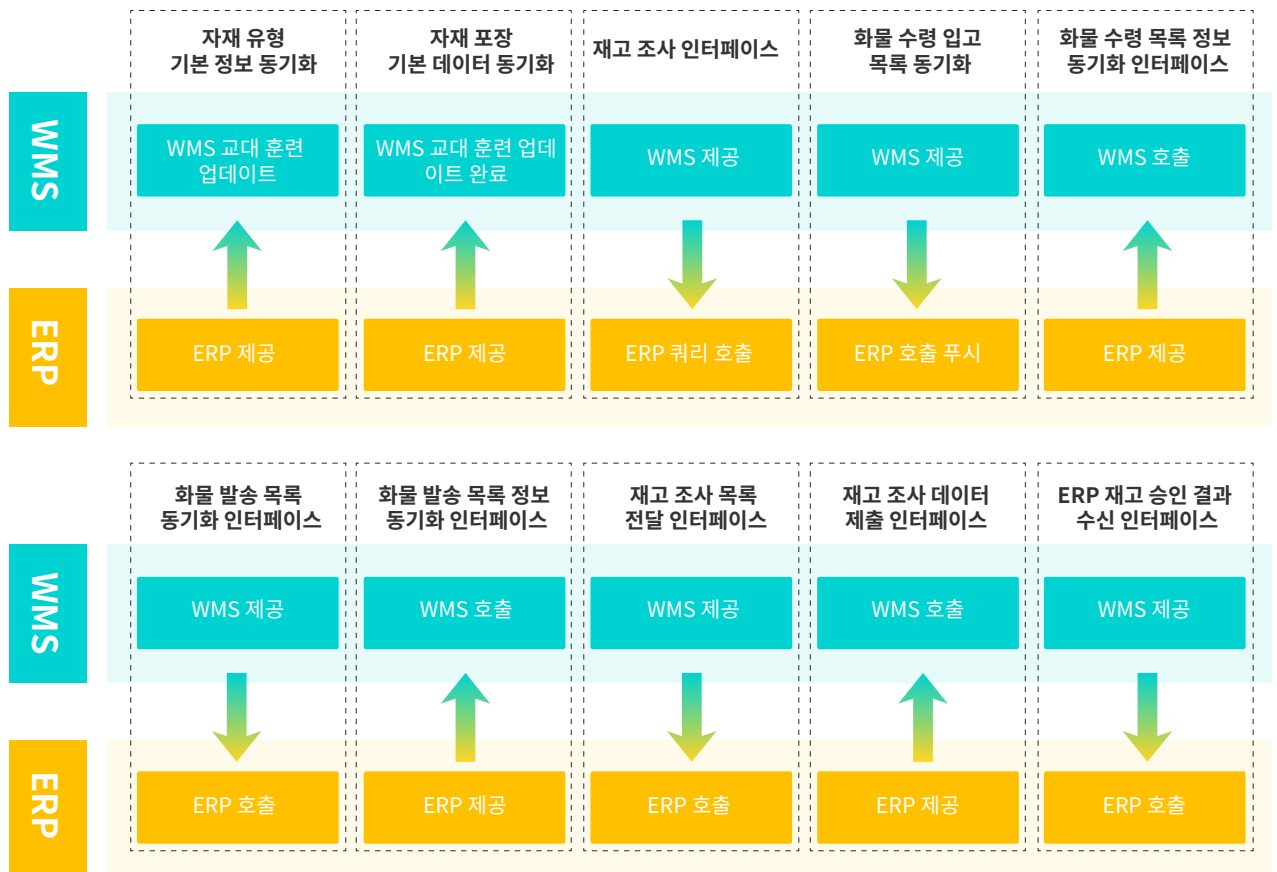 자재 유형
기본 정보 동기화
자재 포장
기본 데이터 동기화
재고 조사 인터페이스
화물 수령 입고
목록 동기화
화물 수령 목록 정보
동기화 인터페이스
WMS
WMS 교대 훈련
업데이트
WMS 교대 훈련 업데
이트 완료
WMS 제공
WMS 제공
WMS 호출
ERP
ERP 제공
ERP 제공
ERP 쿼리 호출
ERP 호출 푸시
ERP 제공
화물 발송 목록
동기화 인터페이스
화물 발송 목록 정보
동기화 인터페이스
재고 조사 목록
전달 인터페이스
재고 조사 데이터
제출 인터페이스
ERP 재고 승인 결과
수신 인터페이스
WMS
WMS 제공
WMS 호출
WMS 제공
WMS 호출
WMS 제공
ERP
ERP 호출
ERP 제공
ERP 호출
ERP 제공
ERP 호출